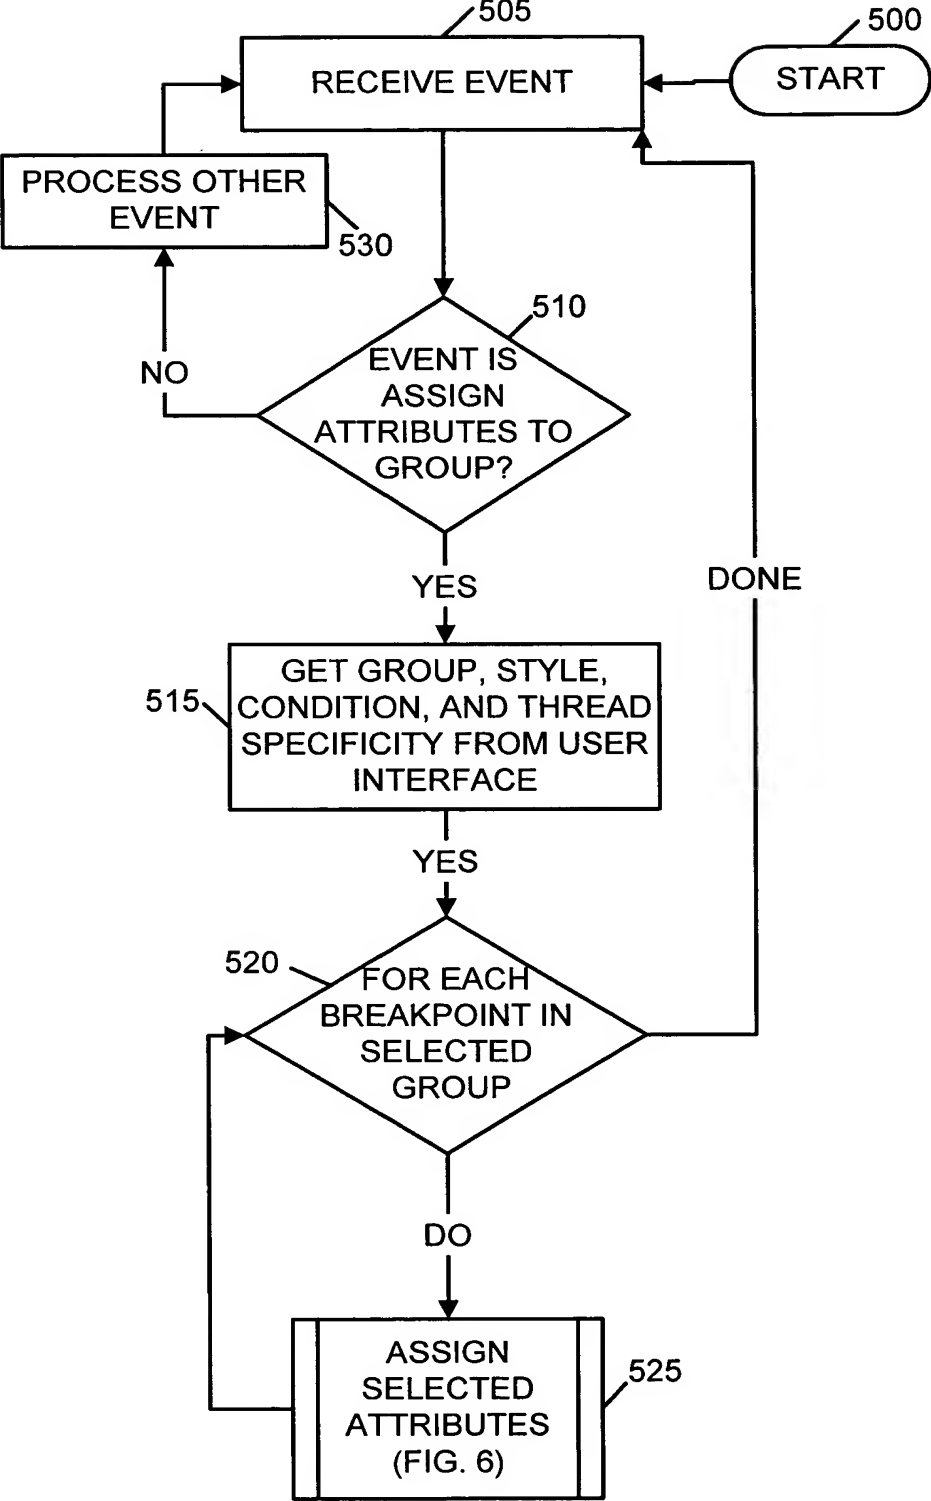 505
500
RECEIVE EVENT
START
PROCESS OTHER
EVENT
530
510
EVENT IS
ASSIGN
ATTRIBUTES TO
GROUP?
NO
YES
DONE
515
GET GROUP, STYLE,
CONDITION, AND THREAD
SPECIFICITY FROM USER
INTERFACE
YES
520
FOR EACH
BREAKPOINT IN
SELECTED
GROUP
DO
ASSIGN
SELECTED
ATTRIBUTES
(FIG. 6)
525